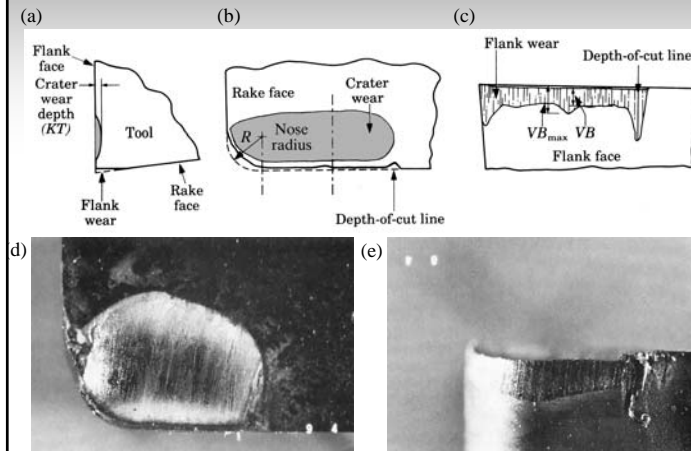 (a)
Flank
face
Crater
wear
depth
(KT)
Tool
Rake
face
Flank
wear
(b)
Rake face
Crater
wear
R
Nose
radius
Depth-of-cut line
(c)
Flank wear
Depth-of-cut line
VBmax
VB
Flank face
(d)
(e)